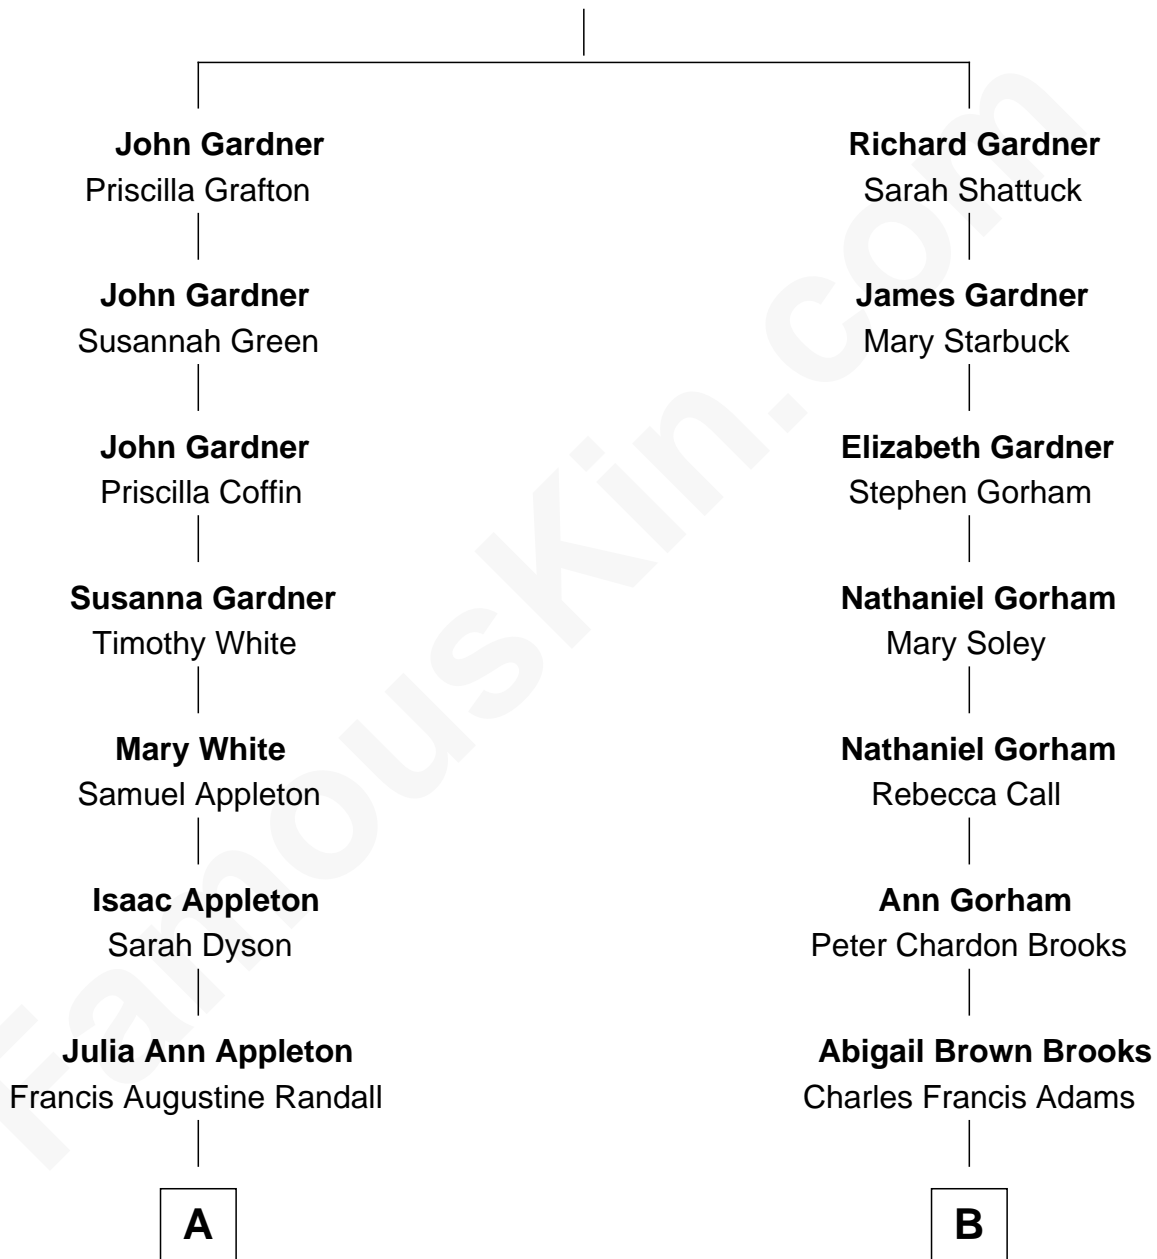 John Gardner
Priscilla Grafton
John Gardner
Susannah Green
John Gardner
Priscilla Coffin
Susanna Gardner
Timothy White
Mary White
Samuel Appleton
Isaac Appleton
Sarah Dyson
Julia Ann Appleton
Francis Augustine Randall
A
Richard Gardner
Sarah Shattuck
James Gardner
Mary Starbuck
Elizabeth Gardner
Stephen Gorham
Nathaniel Gorham
Mary Soley
Nathaniel Gorham
Rebecca Call
Ann Gorham
Peter Chardon Brooks
Abigail Brown Brooks
Charles Francis Adams
B
FamousKin.com